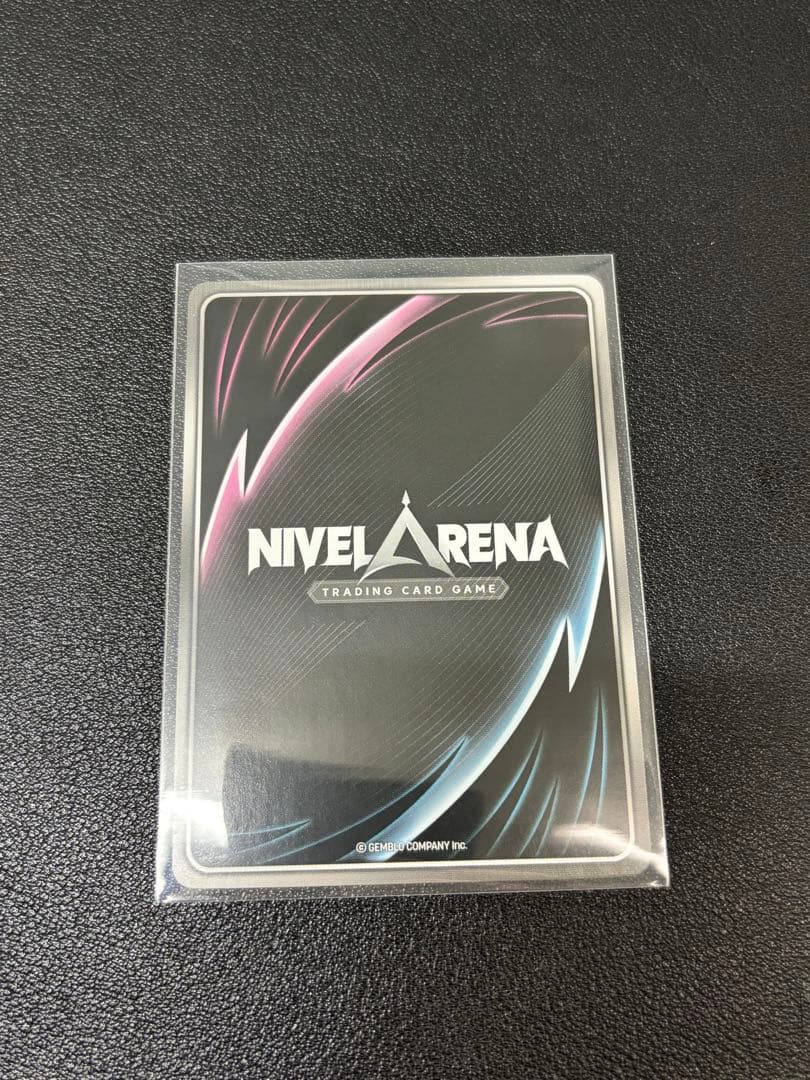 NIVEL ARENA
TRADING CARD GAME
© GEMBLO COMPANY Inc.